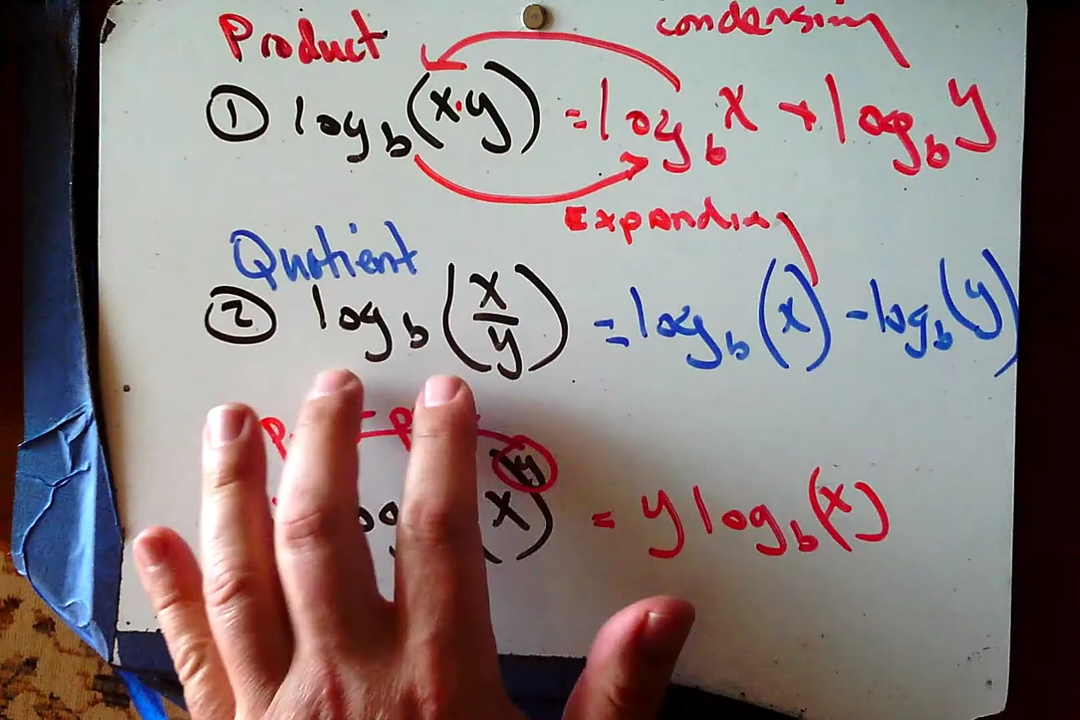 Product condensing
① log_b(x·y) = log_b x + log_b y
Expanding
Quotient
② log_b(x/y) = log_b(x) - log_b(y)
= y log_b(x)